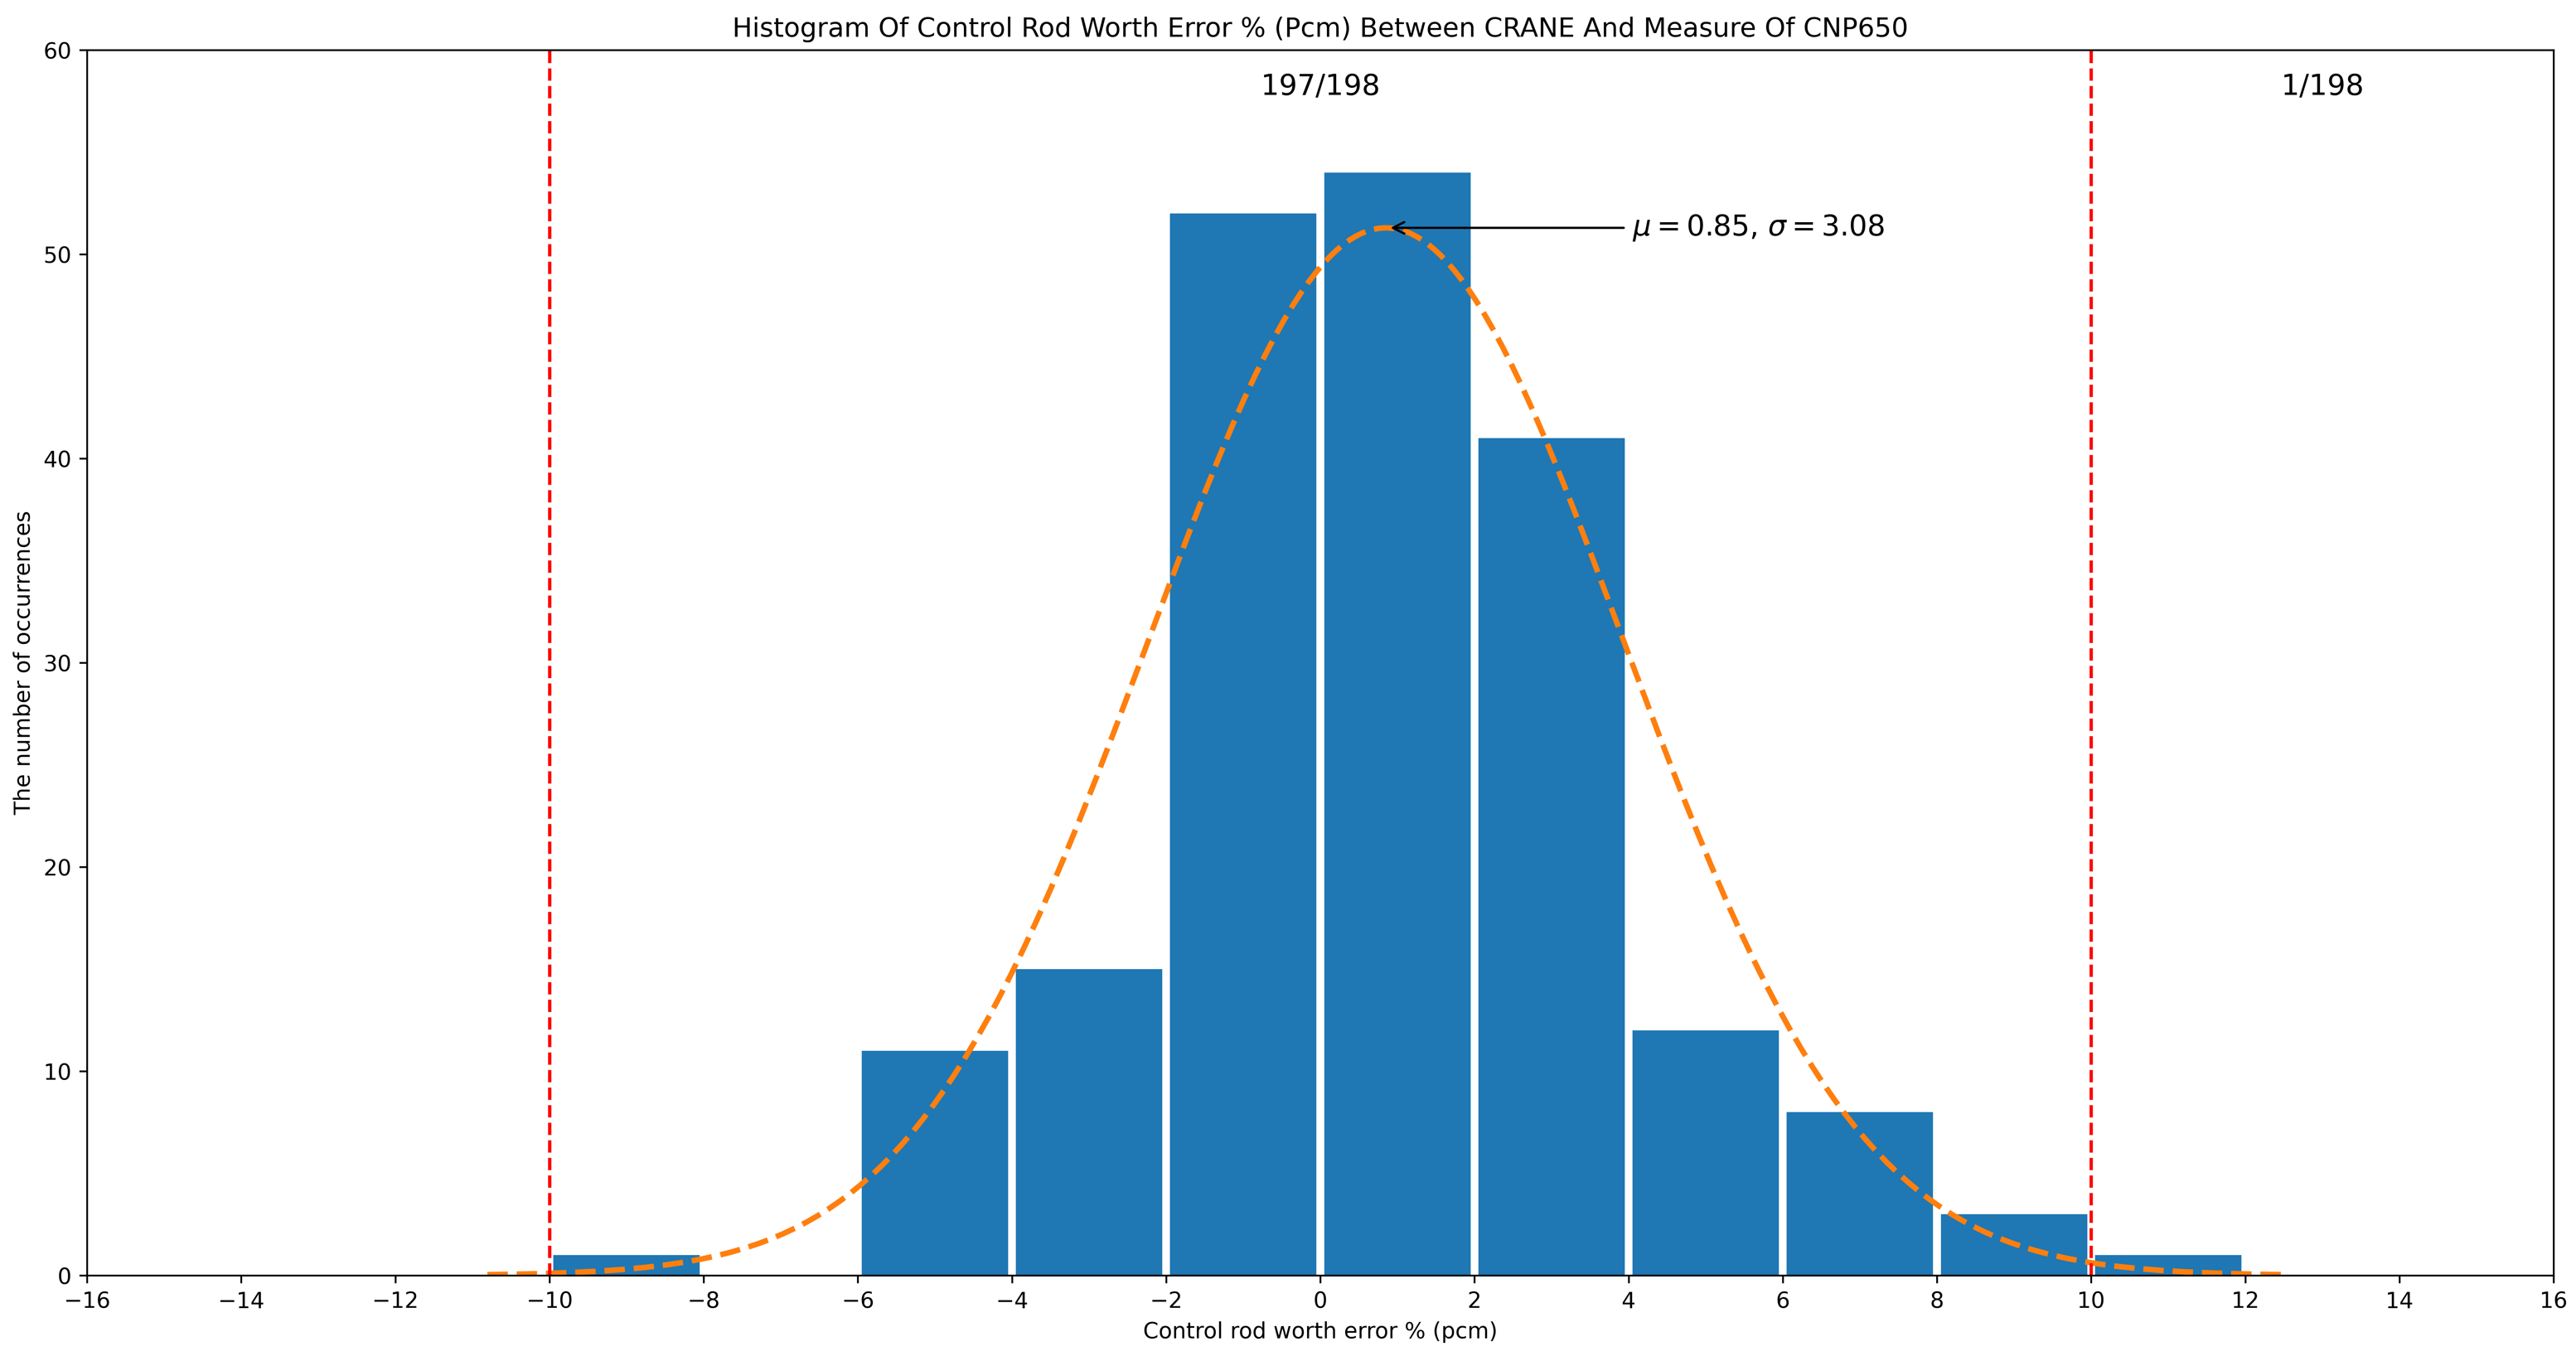 Histogram Of Control Rod Worth Error % (Pcm) Between CRANE And Measure Of CNP650
197/198
1/198
μ = 0.85, σ = 3.08
The number of occurrences
60
50
40
30
20
10
0
−16 −14 −12 −10 −8 −6 −4 −2 0 2 4 6 8 10 12 14 16
Control rod worth error % (pcm)